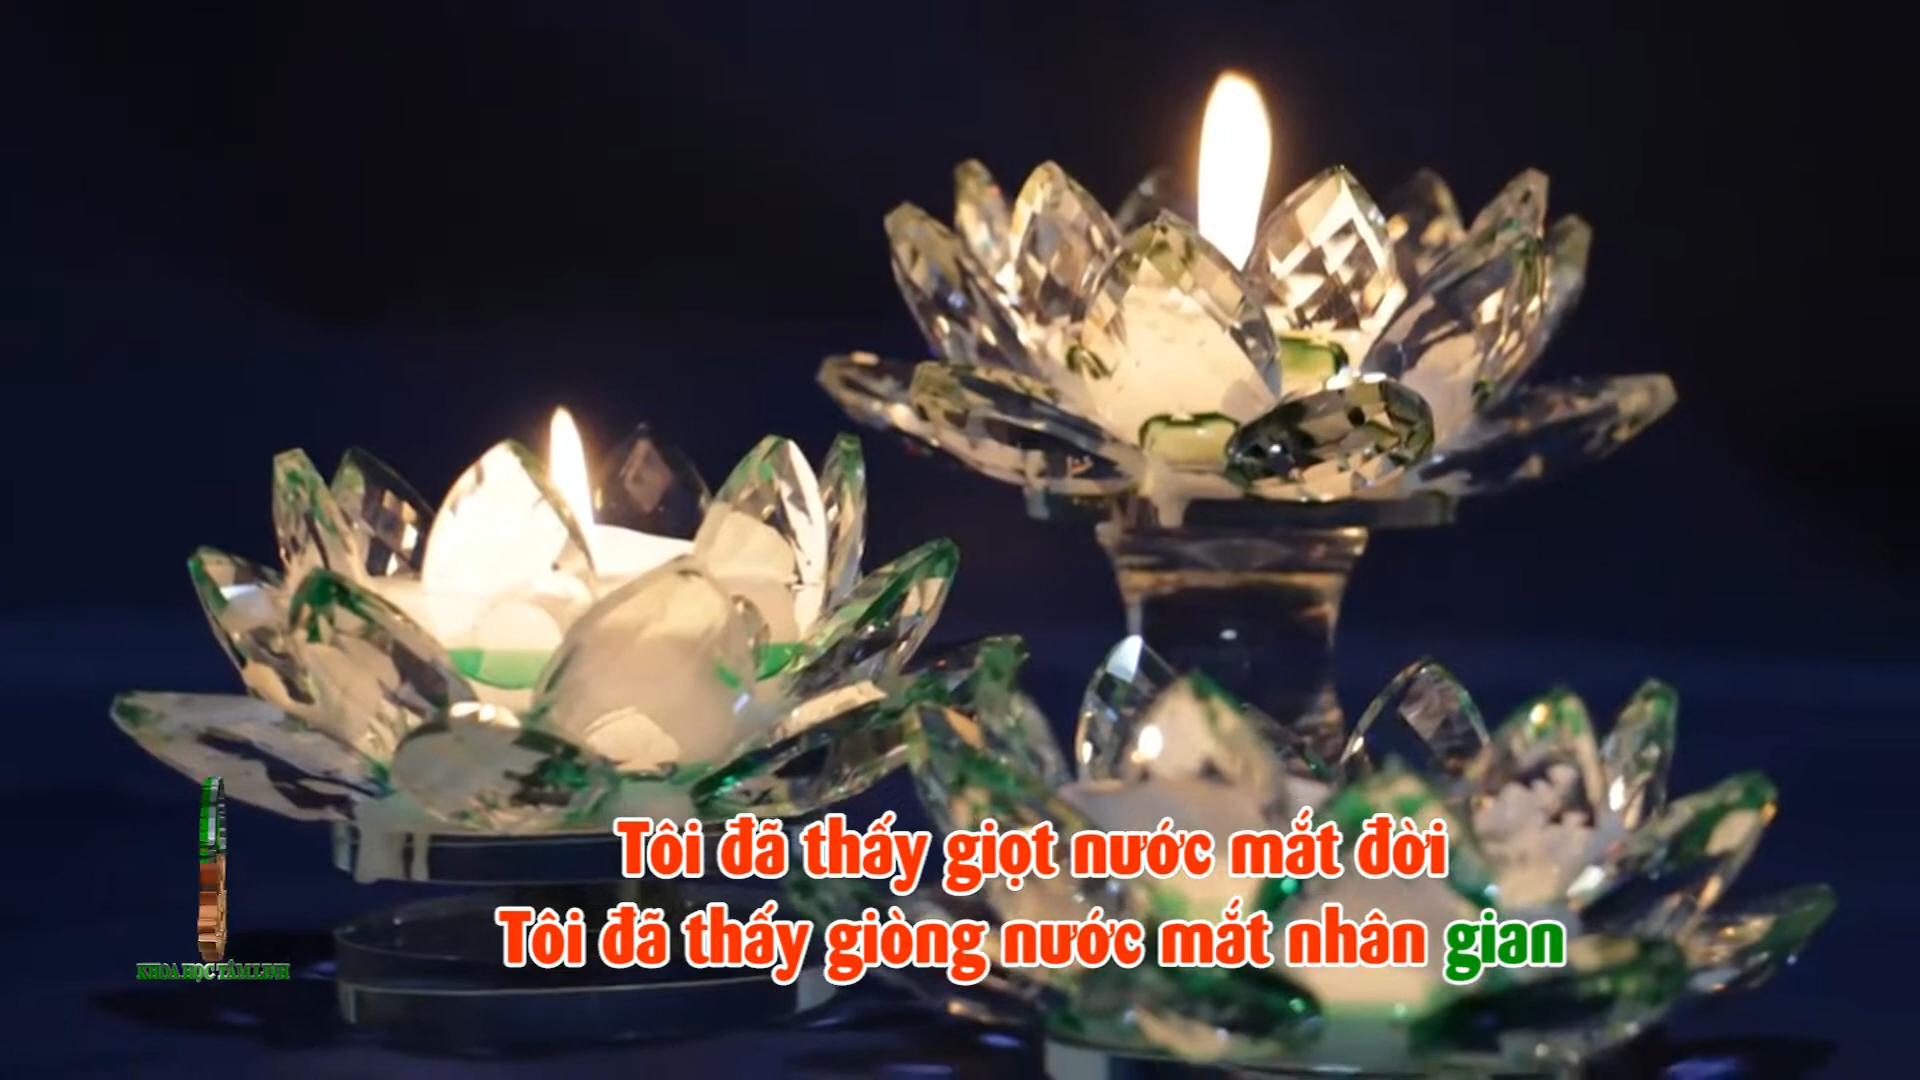 Tôi đã thấy giọt nước mắt đời
Tôi đã thấy giòng nước mắt nhân gian
KHOA HỌC TÂM LINH